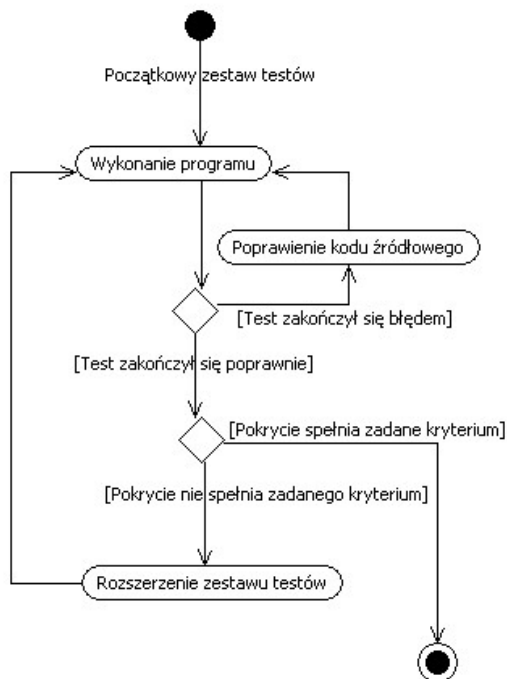 Początkowy zestaw testów
Wykonanie programu
Poprawienie kodu źródłowego
[Test zakończył się błędem]
[Test zakończył się poprawnie]
[Pokrycie spełnia zadane kryterium]
[Pokrycie nie spełnia zadanego kryterium]
Rozszerzenie zestawu testów